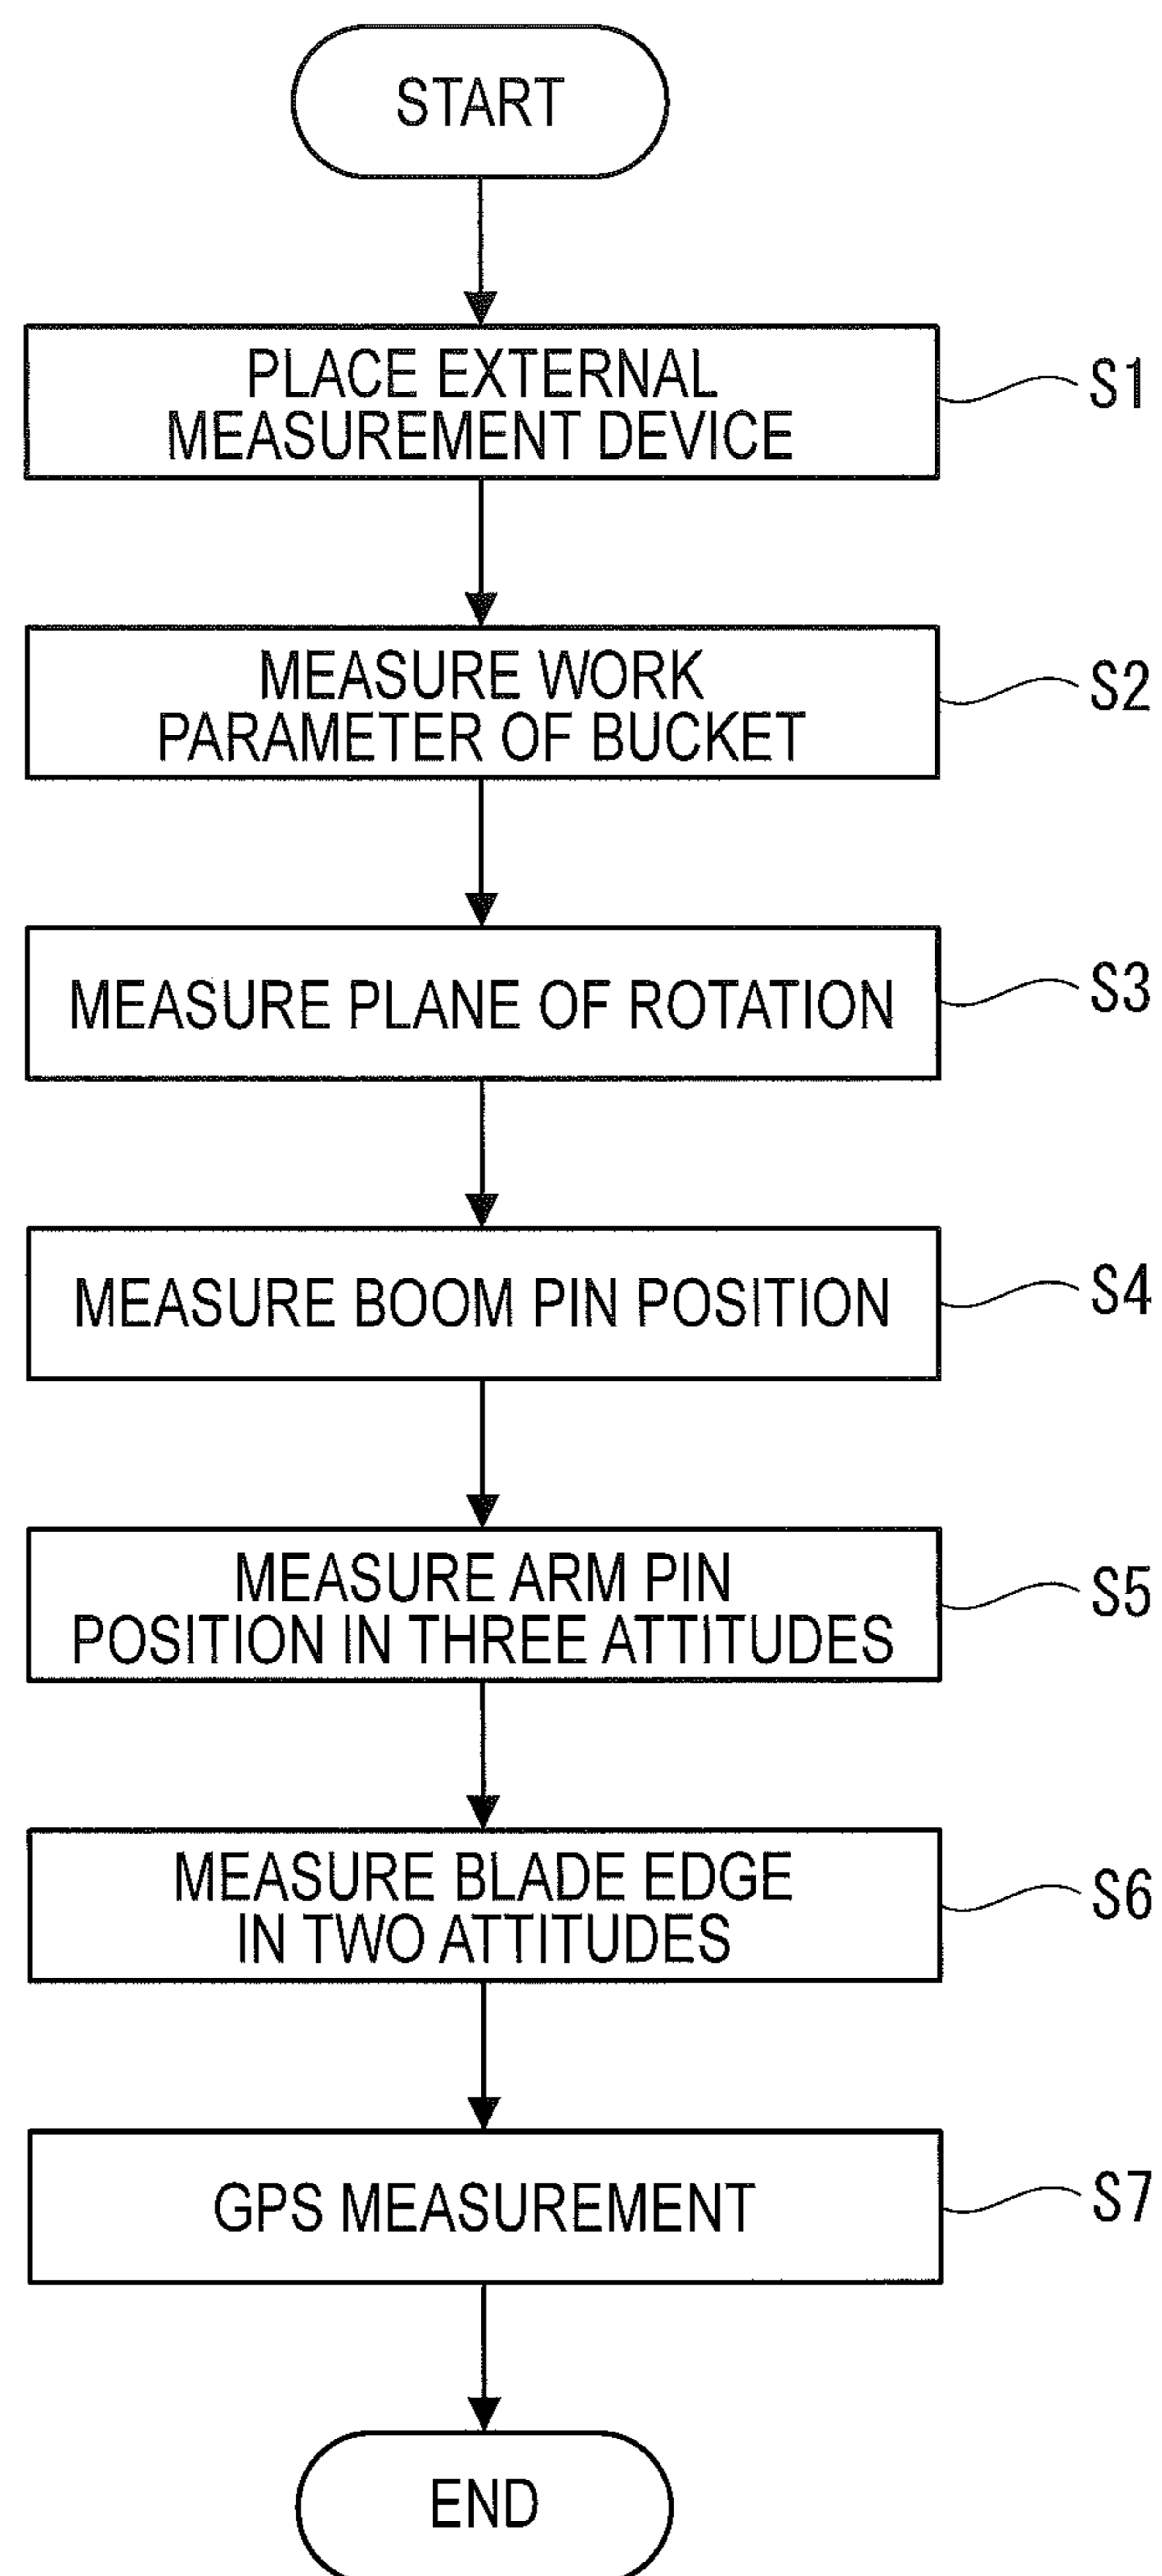 START
PLACE EXTERNAL
MEASUREMENT DEVICE
S1
MEASURE WORK
PARAMETER OF BUCKET
S2
MEASURE PLANE OF ROTATION
S3
MEASURE BOOM PIN POSITION
S4
MEASURE ARM PIN
POSITION IN THREE ATTITUDES
S5
MEASURE BLADE EDGE
IN TWO ATTITUDES
S6
GPS MEASUREMENT
S7
END